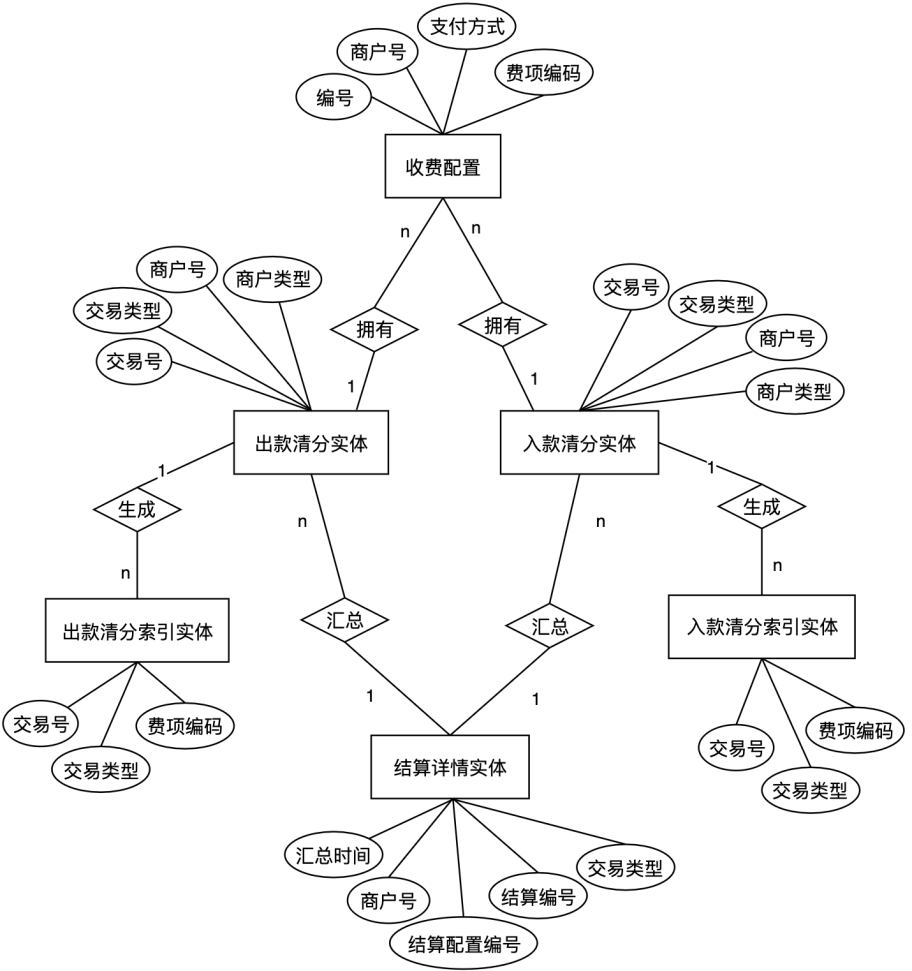 支付方式
商户号
费项编码
编号
收费配置
n
n
商户号
商户类型
交易类型
交易号
拥有
拥有
交易号
交易类型
商户号
商户类型
1
1
出款清分实体
入款清分实体
1
1
生成
生成
n
n
n
n
汇总
汇总
出款清分索引实体
入款清分索引实体
交易号
交易类型
费项编码
1
1
交易号
交易类型
费项编码
结算详情实体
汇总时间
商户号
结算配置编号
结算编号
交易类型